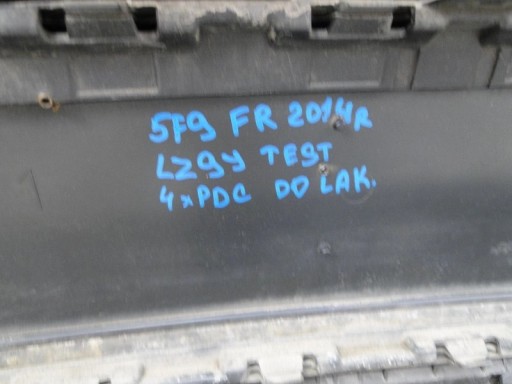 5F9 FR 2014R
LZ9Y TEST
4xPDC DO LAK.